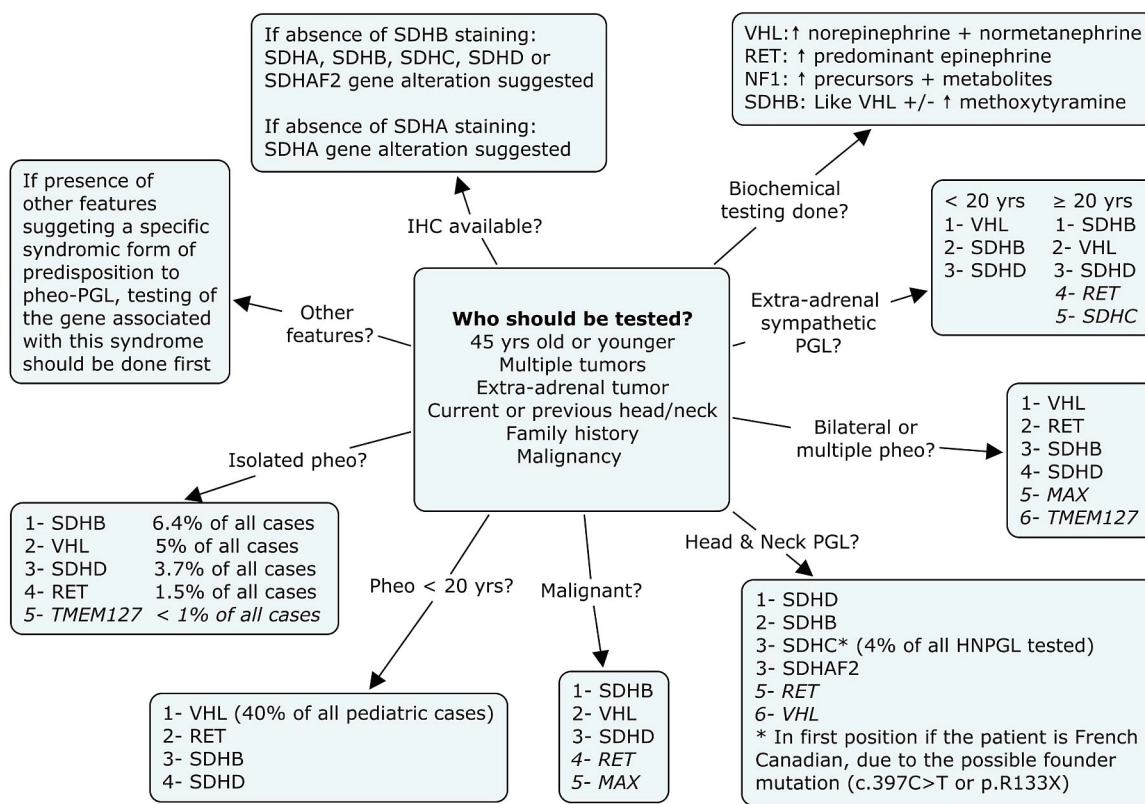 If absence of SDHB staining:
SDHA, SDHB, SDHC, SDHD or
SDHAF2 gene alteration suggested
If absence of SDHA staining:
SDHA gene alteration suggested
VHL:↑ norepinephrine + normetanephrine
RET: ↑ predominant epinephrine
NF1: ↑ precursors + metabolites
SDHB: Like VHL +/- ↑ methoxytyramine
If presence of
other features
suggeting a specific
syndromic form of
predisposition to
pheo-PGL, testing of
the gene associated
with this syndrome
should be done first
IHC available?
Biochemical
testing done?
< 20 yrs ≥ 20 yrs
1- VHL 1- SDHB
2- SDHB 2- VHL
3- SDHD 3- SDHD
4- RET
5- SDHC
Other
features?
Who should be tested?
45 yrs old or younger
Multiple tumors
Extra-adrenal tumor
Current or previous head/neck
Family history
Malignancy
Extra-adrenal
sympathetic
PGL?
Bilateral or
multiple pheo?
1- VHL
2- RET
3- SDHB
4- SDHD
5- MAX
6- TMEM127
Isolated pheo?
1- SDHB 6.4% of all cases
2- VHL 5% of all cases
3- SDHD 3.7% of all cases
4- RET 1.5% of all cases
5- TMEM127 < 1% of all cases
Pheo < 20 yrs?
Malignant?
Head & Neck PGL?
1- VHL (40% of all pediatric cases)
2- RET
3- SDHB
4- SDHD
1- SDHB
2- VHL
3- SDHD
4- RET
5- MAX
1- SDHD
2- SDHB
3- SDHC* (4% of all HNPGL tested)
3- SDHAF2
5- RET
6- VHL
* In first position if the patient is French
Canadian, due to the possible founder
mutation (c.397C>T or p.R133X)